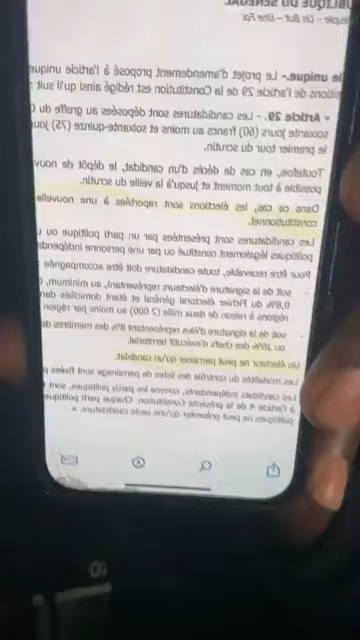 UBLIQUE DU SENEGAL
euple – Un But – Une Foi
le unique.- Le projet d'amendement proposé à l'article unique
sitions de l'article 29 de la Constitution est rédigé ainsi qu'il suit :
« Article 29. - Les candidatures sont déposées au greffe du C
soixante jours (60) francs au moins et soixante-quinze (75) jou
le premier tour du scrutin.
Toutefois, en cas de décès d'un candidat, le dépôt de nouv
possible à tout moment et jusqu'à la veille du scrutin.
Dans ce cas, les élections sont reportées à une nouvelle
constitutionnel.
Les candidatures sont présentées par un parti politique ou u
politiques légalement constitué ou par une personne indépenda
Pour être recevable, toute candidature doit être accompagnée :
- soit de la signature d'électeurs représentant, au minimum, 0
0,8% du Fichier électoral général et étant domiciliés dan
régions à raison de deux mille (2 000) au moins par région
- soit de la signature d'élus représentant 8% des membres de
ou 20% des chefs d'exécutif territorial.
Un électeur ne peut parrainer qu'un candidat.
Les modalités du contrôle des listes de parrainage sont fixées p
Les candidats indépendants, comme les partis politiques, sont
à l'article 4 de la présente Constitution. Chaque parti politique
politiques ne peut présenter qu'une seule candidature. »